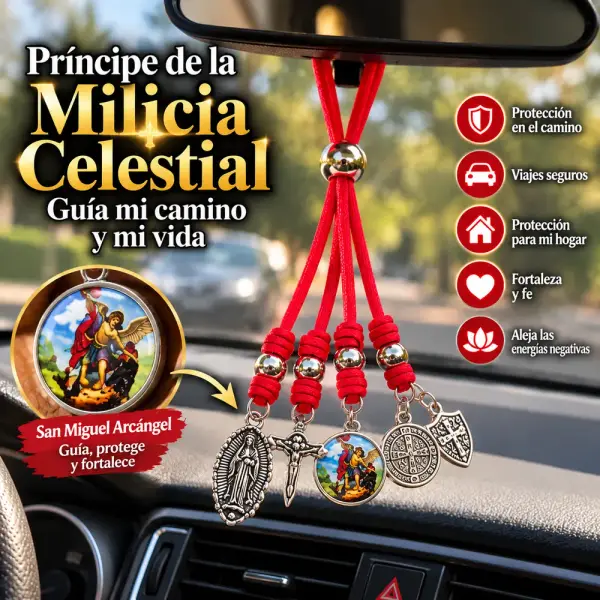 Príncipe de la
Milicia
Celestial
Guía mi camino
y mi vida
San Miguel Arcángel
Guía, protege
y fortalece
Protección
en el camino
Viajes seguros
Protección
para mi hogar
Fortaleza
y fe
Aleja las
energías negativas